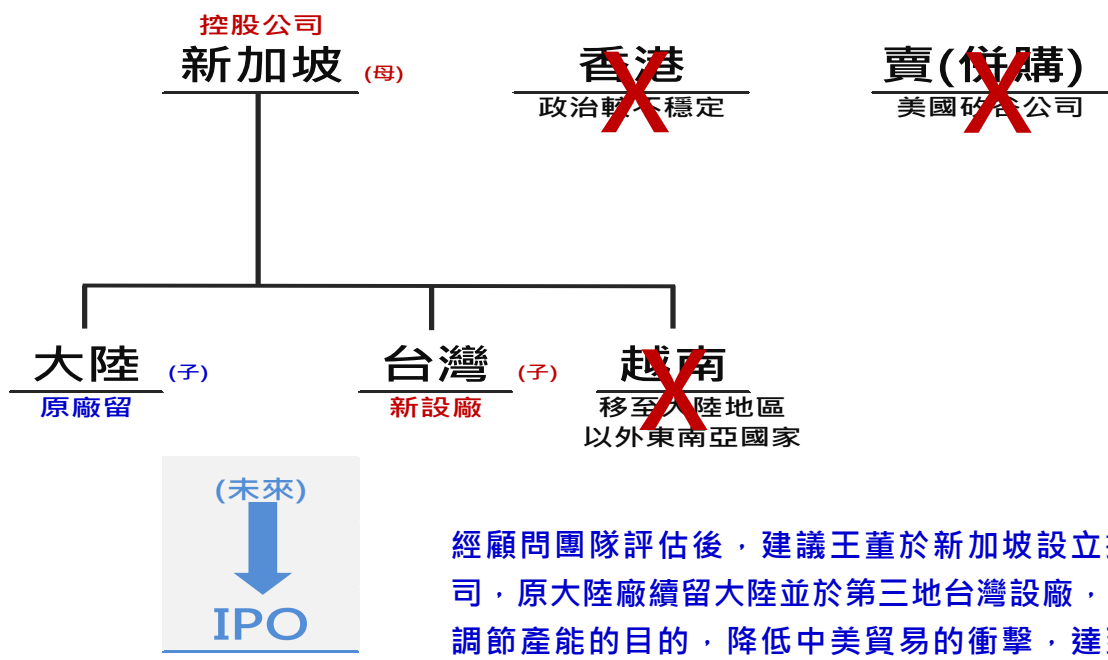 控股公司
新加坡 (母)
香港
政治較不穩定
賣(併購)
美國矽谷公司
X
X
大陸 (子)
原廠留
台灣 (子)
新設廠
越南
移至大陸地區
以外東南亞國家
X
(未來)
IPO
經顧問團隊評估後，建議王董於新加坡設立
司，原大陸廠續留大陸並於第三地台灣設廠，
調節產能的目的，降低中美貿易的衝擊，達